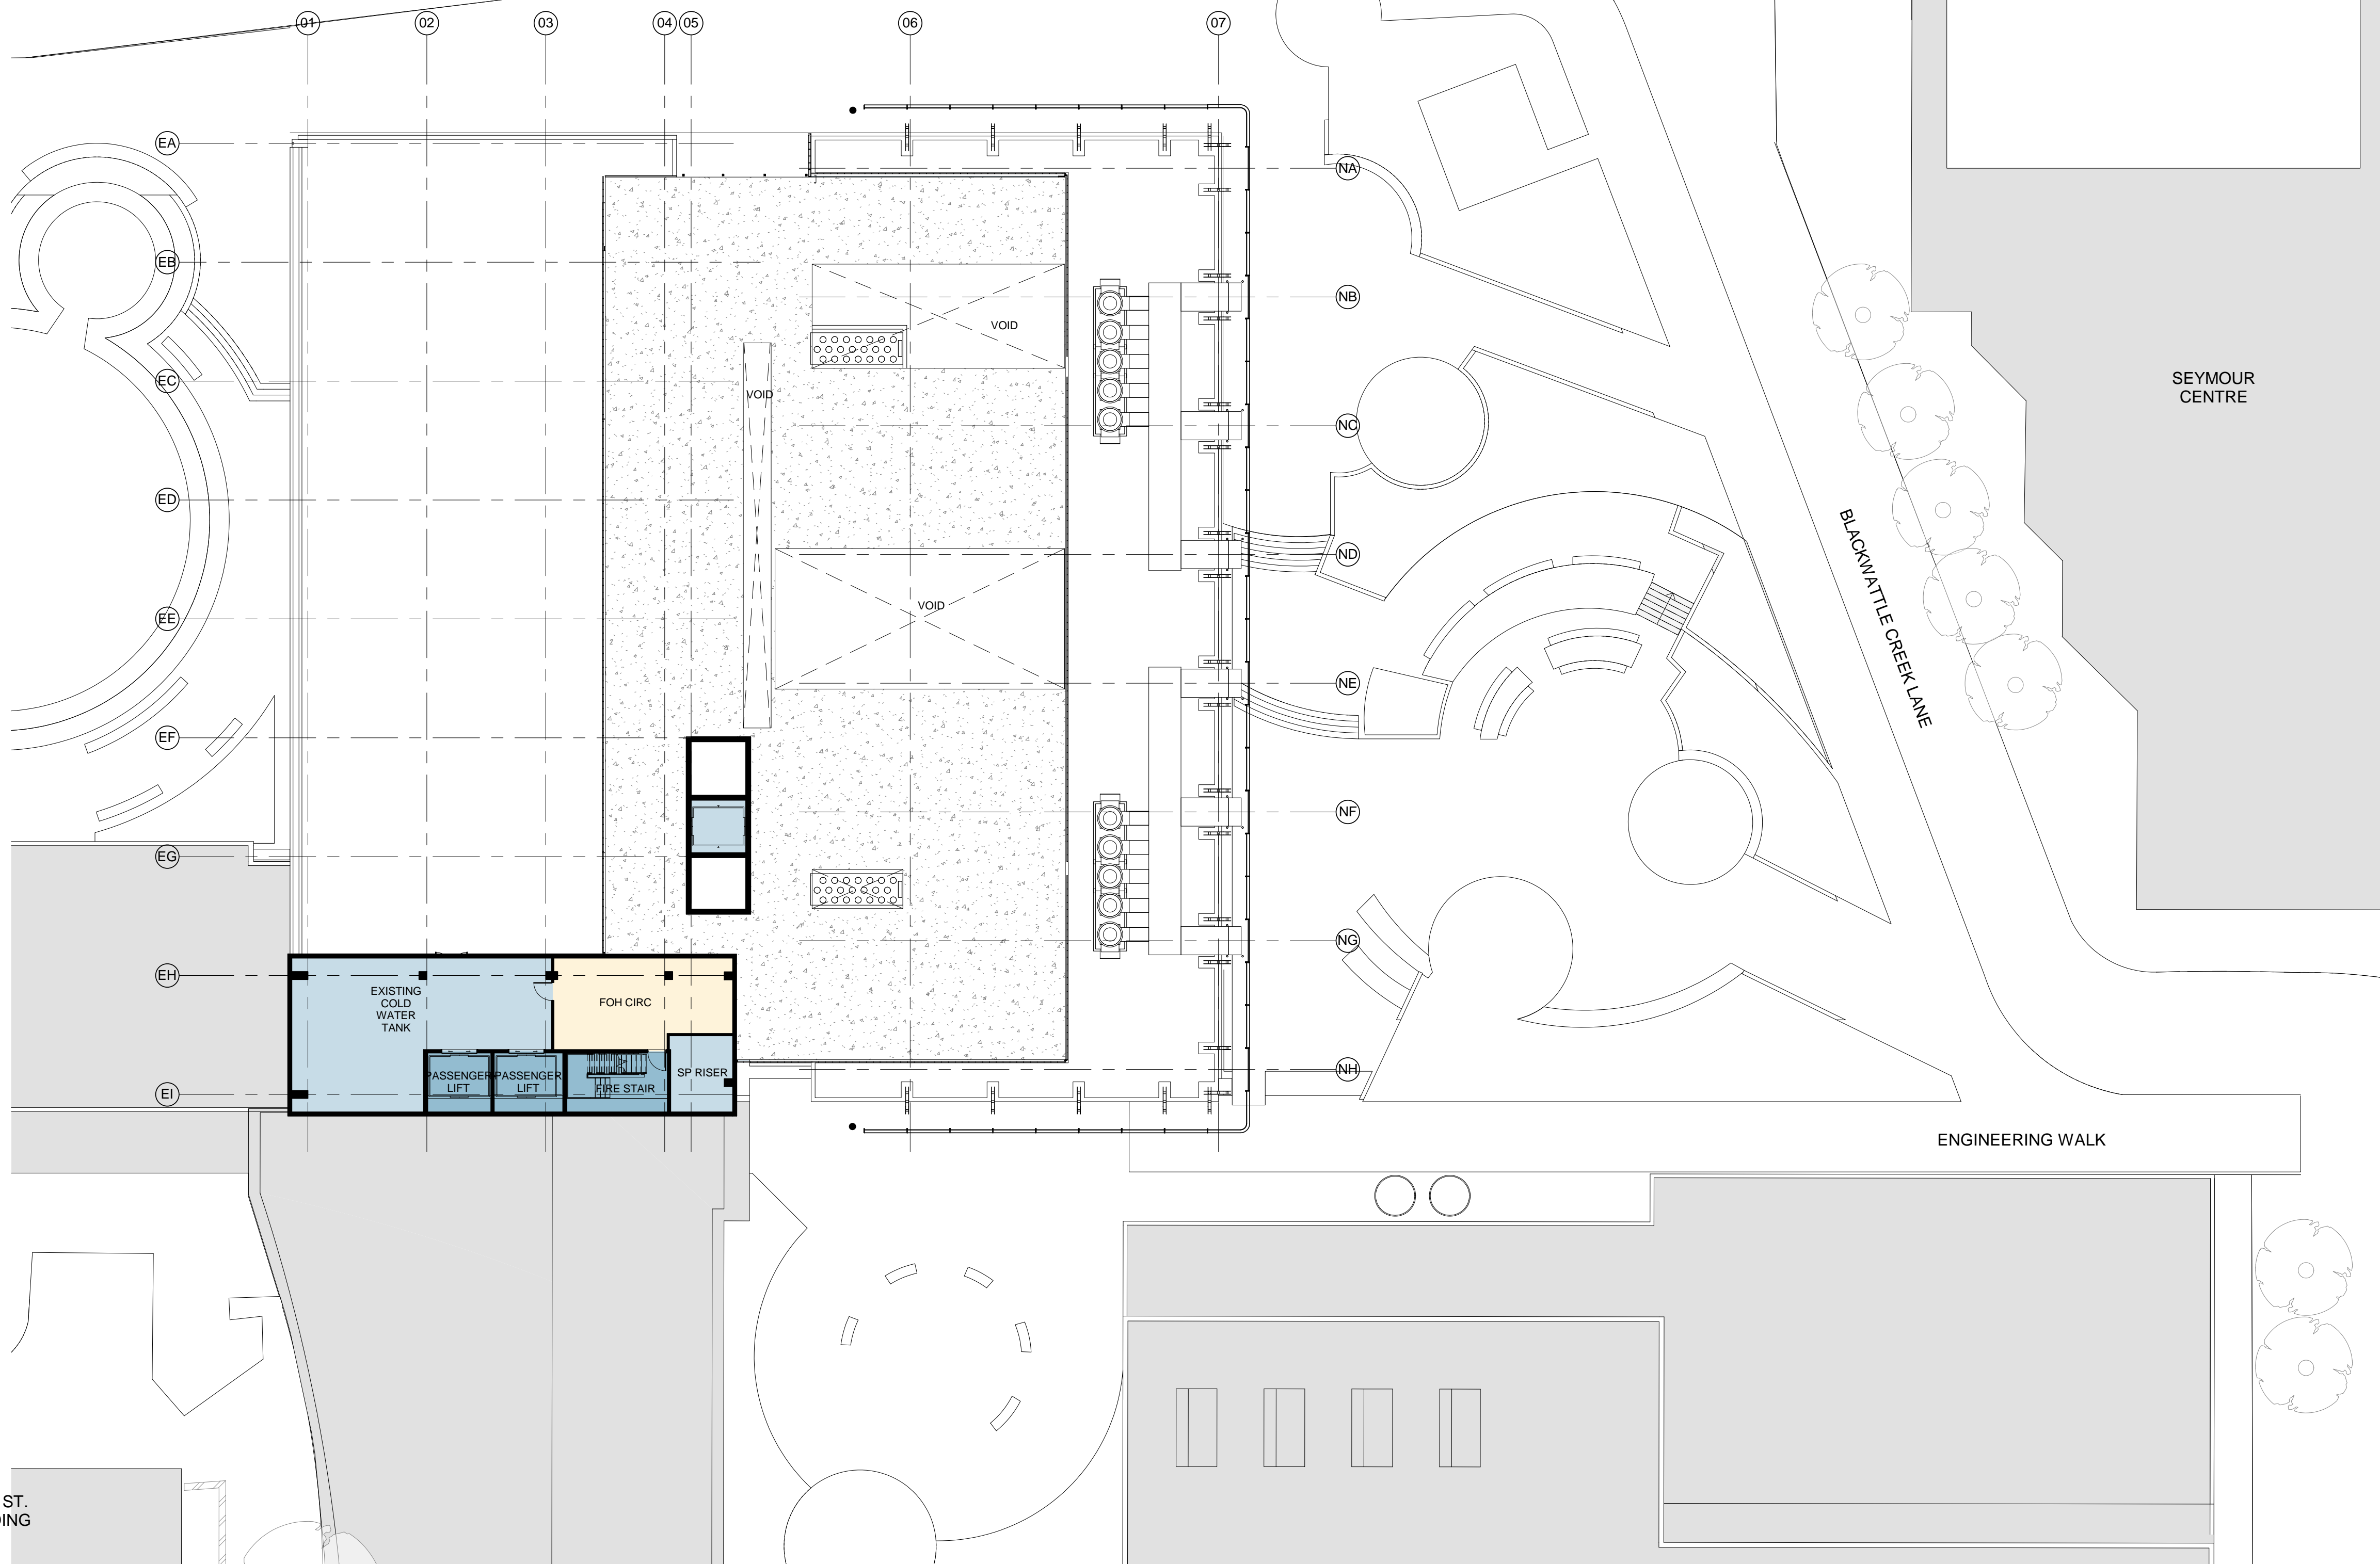 01
02
03
04
05
06
07
EA
NA
EB
NB
VOID
EC
VOID
SEYMOUR
CENTRE
NC
ED
BLACKWATTLE CREEK LANE
ND
EE
VOID
NE
EF
NF
EG
NG
EH
EXISTING
COLD
WATER
TANK
FOH CIRC
NH
PASSENGER
LIFT
PASSENGER
LIFT
FIRE STAIR
SP RISER
EI
ENGINEERING WALK
ST.
DING